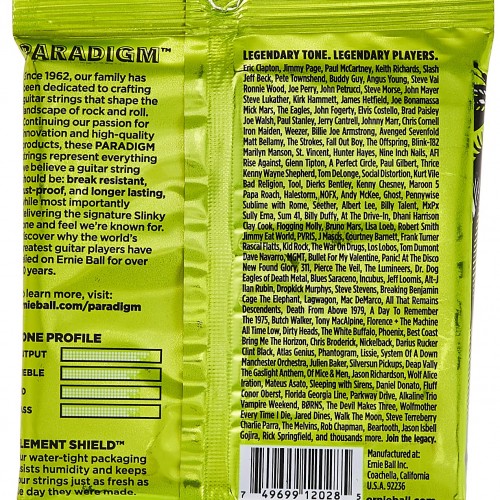 PARADIGM™
Since 1962, our family has
been dedicated to crafting
guitar strings that shape the
landscape of rock and roll.
Continuing our passion for
innovation and high-quality
products, these PARADIGM
strings represent everything
we believe a guitar string
should be: break resistant,
rust-proof, and longer lasting,
while most importantly
delivering the signature Slinky
tone and feel we're known for.
Discover why the world's
greatest guitar players have
relied on Ernie Ball for over
50 years.
To learn more, visit:
ernieball.com/paradigm
TONE PROFILE
OUTPUT
TREBLE
MID
BASS
ELEMENT SHIELD™
Our water-tight packaging
resists humidity and keeps
your strings just as fresh as
the day they were made.
LEGENDARY TONE. LEGENDARY PLAYERS.
Eric Clapton, Jimmy Page, Paul McCartney, Keith Richards, Slash
Jeff Beck, Pete Townshend, Buddy Guy, Angus Young, Steve Vai
Ronnie Wood, Joe Perry, John Petrucci, Steve Morse, John Mayer
Steve Lukather, Kirk Hammett, James Hetfield, Joe Bonamassa
Mick Mars, The Eagles, John Fogerty, Elvis Costello, Brad Paisley
Joe Walsh, Paul Stanley, Jerry Cantrell, Johnny Marr, Chris Cornell
Iron Maiden, Weezer, Billie Joe Armstrong, Avenged Sevenfold
Matt Bellamy, The Strokes, Fall Out Boy, The Offspring, Blink-182
Marilyn Manson, St. Vincent, Hunter Hayes, Nine Inch Nails, AFI
Rise Against, Glenn Tipton, A Perfect Circle, Paul Gilbert, Thrice
Kenny Wayne Shepherd, Tom DeLonge, Social Distortion, Kurt Vile
Bad Religion, Tool, Dierks Bentley, Kenny Chesney, Maroon 5
Papa Roach, Halestorm, NOFX, Andy McKee, Ghost, Pennywise
Sublime with Rome, Seether, Albert Lee, Billy Talent, MxPx
Sully Erna, Sum 41, Billy Duffy, At The Drive-In, Dhani Harrison
Clay Cook, Flogging Molly, Bruno Mars, Lisa Loeb, Robert Smith
Jimmy Eat World, PVRIS, J Mascis, Courtney Barnett, Frank Turner
Rascal Flatts, Kid Rock, The War On Drugs, Los Lobos, Tom Dumont
Dave Navarro, MGMT, Bullet For My Valentine, Panic! At The Disco
New Found Glory, 311, Pierce The Veil, The Lumineers, Dr. Dog
Eagles of Death Metal, Blues Saraceno, Incubus, Jeff Loomis, Alt-J
Ilan Rubin, Dropkick Murphys, Steve Stevens, Breaking Benjamin
Cage The Elephant, Lagwagon, Mac DeMarco, All That Remains
Descendents, Death From Above 1979, A Day To Remember
The 1975, Butch Walker, Tony MacAlpine, Florence + The Machine
All Time Low, Dirty Heads, The White Buffalo, Phoenix, Best Coast
Bring Me The Horizon, Chris Broderick, Nickelback, Darius Rucker
Clint Black, Atlas Genius, Phantogram, Lissie, System Of A Down
Manchester Orchestra, Julien Baker, Silversun Pickups, Deap Vally
The Gaslight Anthem, Of Mice & Men, Jason Richardson, Wolf Alice
Iration, Mateus Asato, Sleeping with Sirens, Daniel Donato, FLuff
Conor Oberst, Florida Georgia Line, Parkway Drive, Alkaline Trio
Vampire Weekend, BØRNS, The Devil Makes Three, Wolfmother
Every Time I Die, Jared Dines, Walk The Moon, Steve Terreberry
Charlie Parra, The Melvins, Rob Chapman, Beartooth, Jason Isbell
Gojira, Rick Springfield, and walkthrough more. Join the legacy.
7 49699 12028 5
Manufactured at:
Ernie Ball Inc.
Coachella, California
U.S.A. 92236
www.ernieball.com